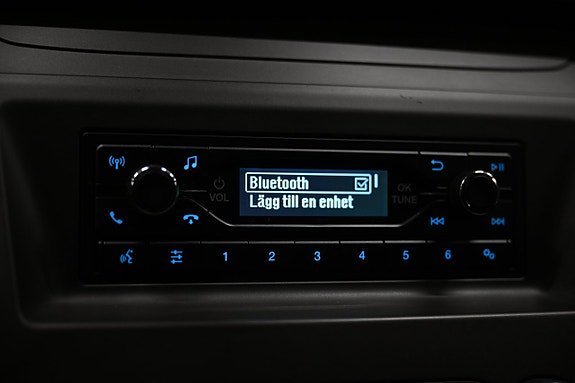 Bluetooth
Lägg till en enhet
VOL
OK
TUNE
1 2 3 4 5 6